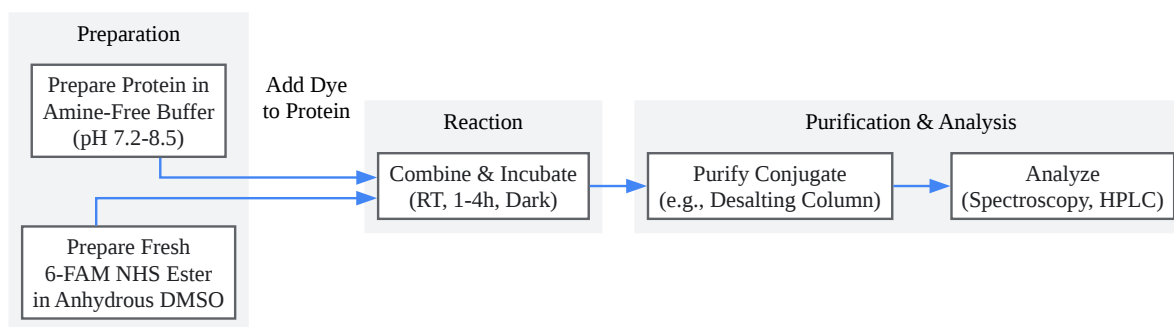 Preparation
Prepare Protein in
Amine-Free Buffer
(pH 7.2-8.5)
Prepare Fresh
6-FAM NHS Ester
in Anhydrous DMSO
Add Dye
to Protein
Reaction
Combine & Incubate
(RT, 1-4h, Dark)
Purification & Analysis
Purify Conjugate
(e.g., Desalting Column)
Analyze
(Spectroscopy, HPLC)